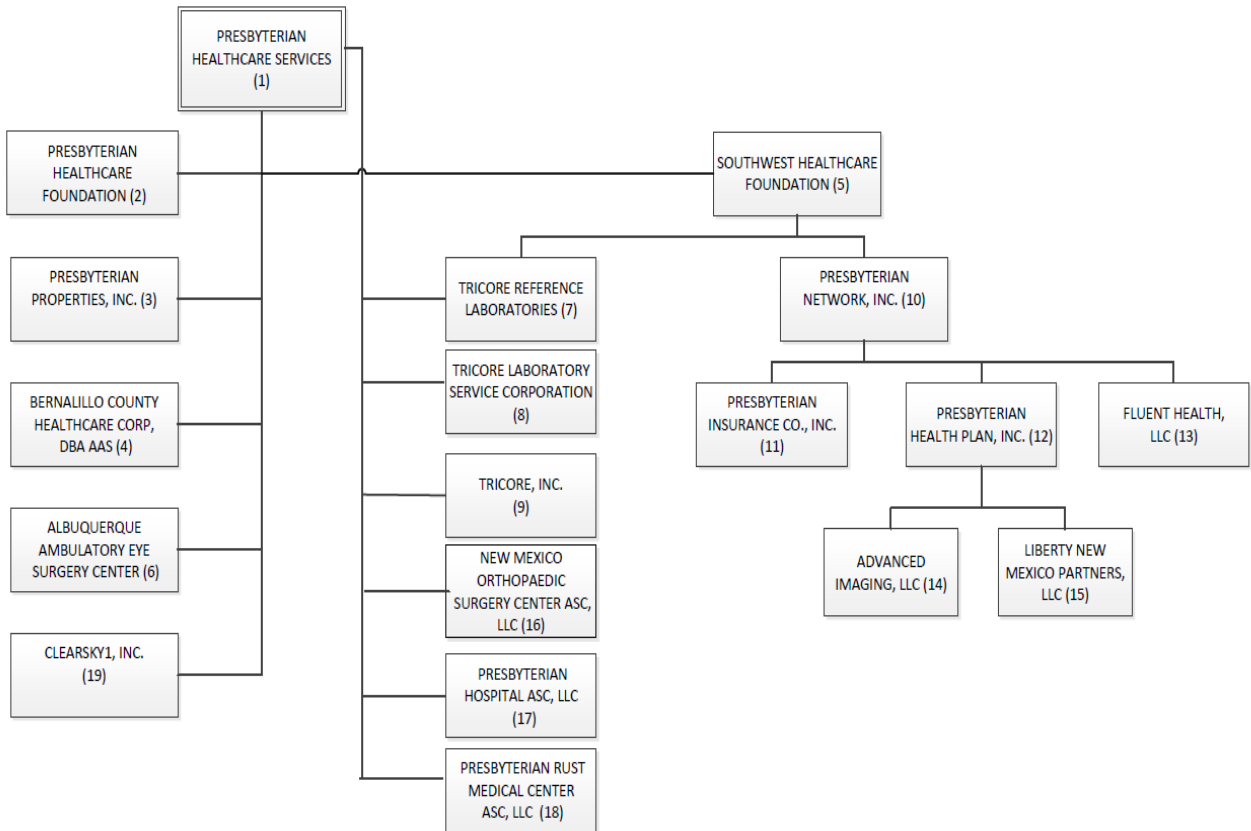 PRESBYTERIAN
HEALTHCARE SERVICES
(1)
PRESBYTERIAN
HEALTHCARE
FOUNDATION (2)
SOUTHWEST HEALTHCARE
FOUNDATION (5)
PRESBYTERIAN
PROPERTIES, INC. (3)
TRICORE REFERENCE
LABORATORIES (7)
PRESBYTERIAN
NETWORK, INC. (10)
BERNALILLO COUNTY
HEALTHCARE CORP,
DBA AAS (4)
TRICORE LABORATORY
SERVICE CORPORATION
(8)
PRESBYTERIAN
INSURANCE CO., INC.
(11)
PRESBYTERIAN
HEALTH PLAN, INC. (12)
FLUENT HEALTH,
LLC (13)
ALBUQUERQUE
AMBULATORY EYE
SURGERY CENTER (6)
TRICORE, INC.
(9)
NEW MEXICO
ORTHOPAEDIC
SURGERY CENTER ASC,
LLC (16)
ADVANCED
IMAGING, LLC (14)
LIBERTY NEW
MEXICO PARTNERS,
LLC (15)
CLEARSKY1, INC.
(19)
PRESBYTERIAN
HOSPITAL ASC, LLC
(17)
PRESBYTERIAN RUST
MEDICAL CENTER
ASC, LLC (18)